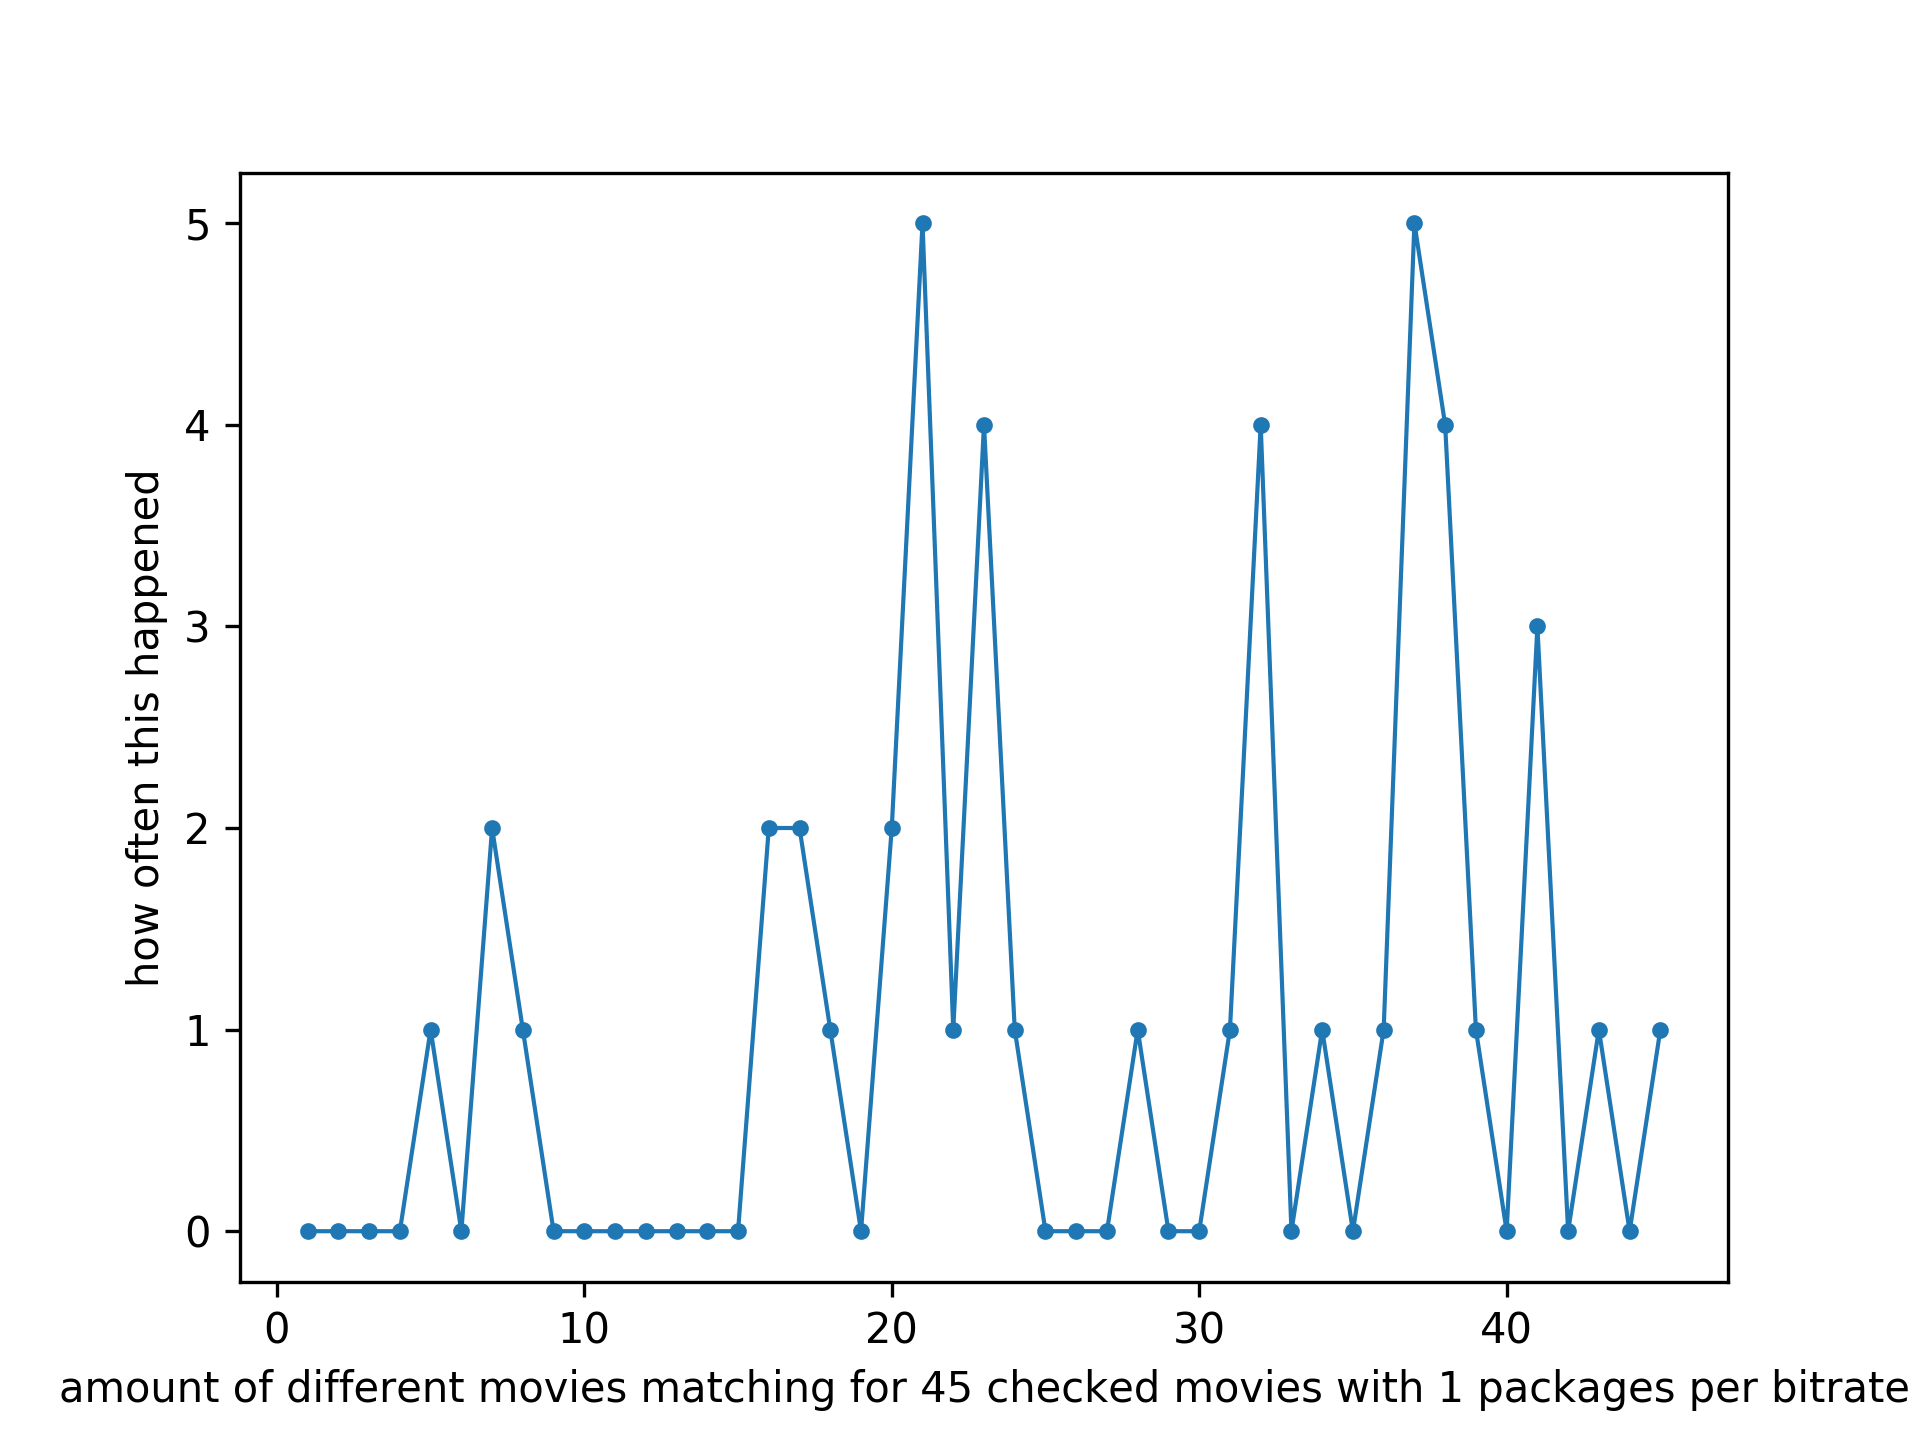 how often this happened
5
4
3
2
1
0
0 10 20 30 40
amount of different movies matching for 45 checked movies with 1 packages per bitrate